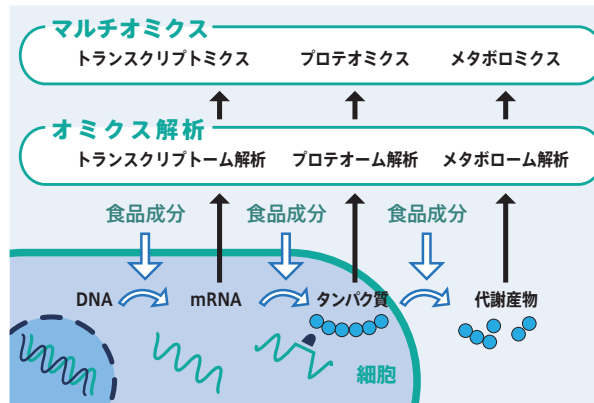 マルチオミクス
トランスクリプトミクス プロテオミクス メタボロミクス
オミクス解析
トランスクリプトーム解析 プロテオーム解析 メタボローム解析
食品成分 食品成分 食品成分
DNA mRNA タンパク質 代謝産物
細胞